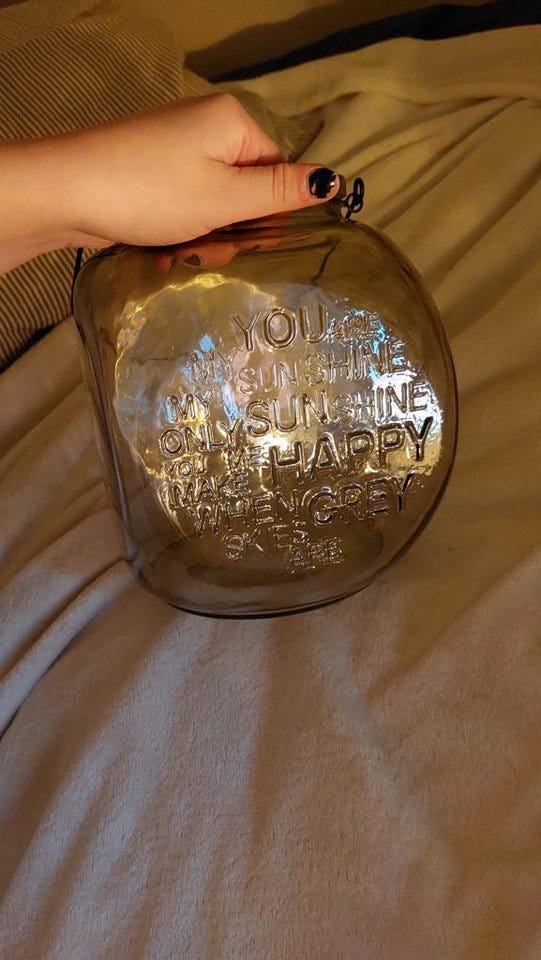 YOU ARE
MY SUNSHINE
MY SUNSHINE
ONLY
YOU ME HAPPY
MAKE
WHEN GREY
SKIES ARE